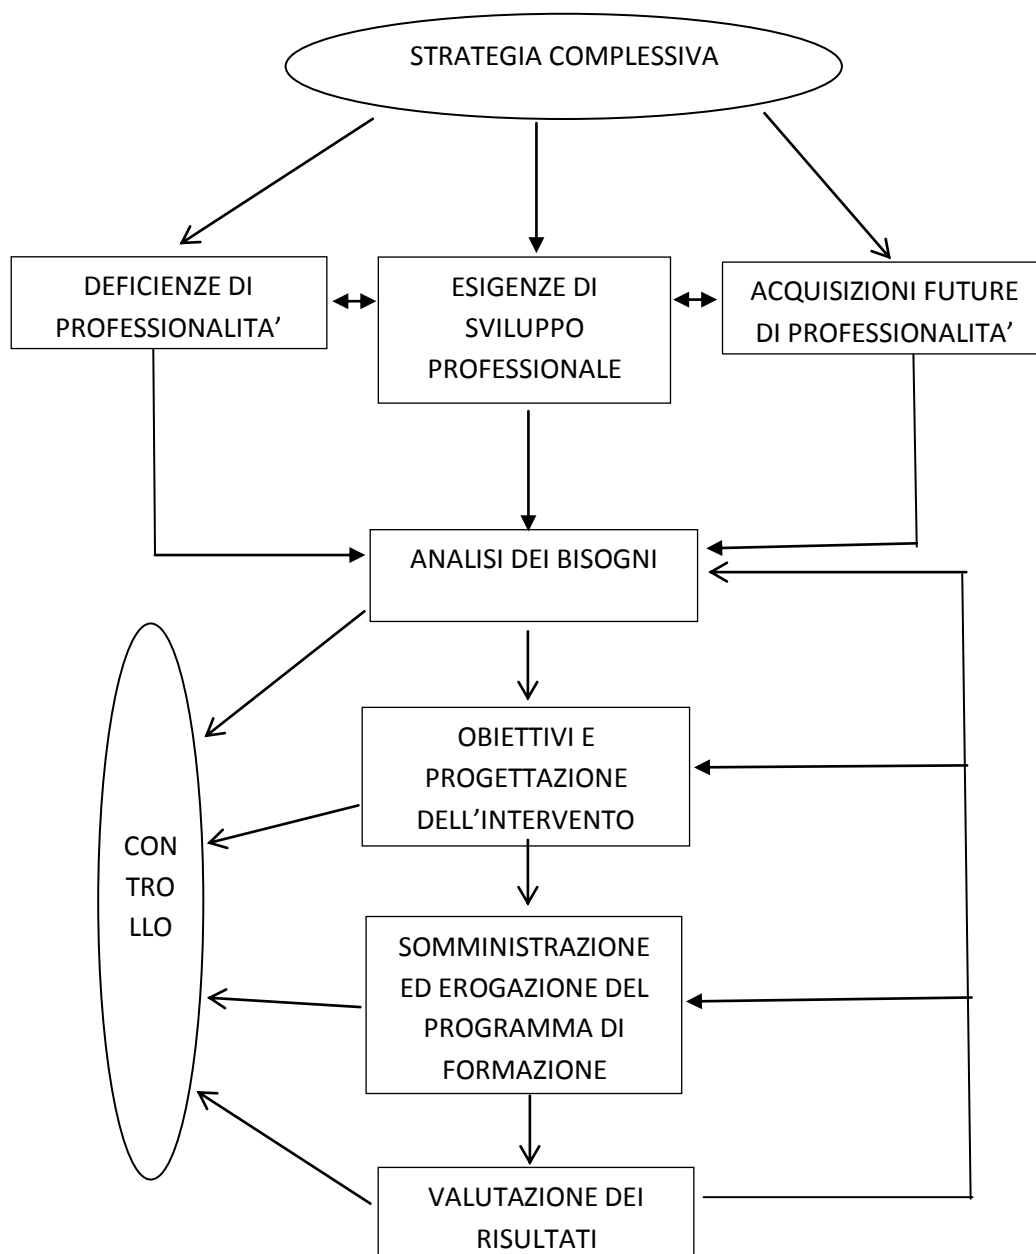 STRATEGIA COMPLESSIVA
DEFICIENZE DI
PROFESSIONALITA’
ESIGENZE DI
SVILUPPO
PROFESSIONALE
ACQUISIZIONI FUTURE
DI PROFESSIONALITA’
ANALISI DEI BISOGNI
OBIETTIVI E
PROGETTAZIONE
DELL’INTERVENTO
CON
TRO
LLO
SOMMINISTRAZIONE
ED EROGAZIONE DEL
PROGRAMMA DI
FORMAZIONE
VALUTAZIONE DEI
RISULTATI